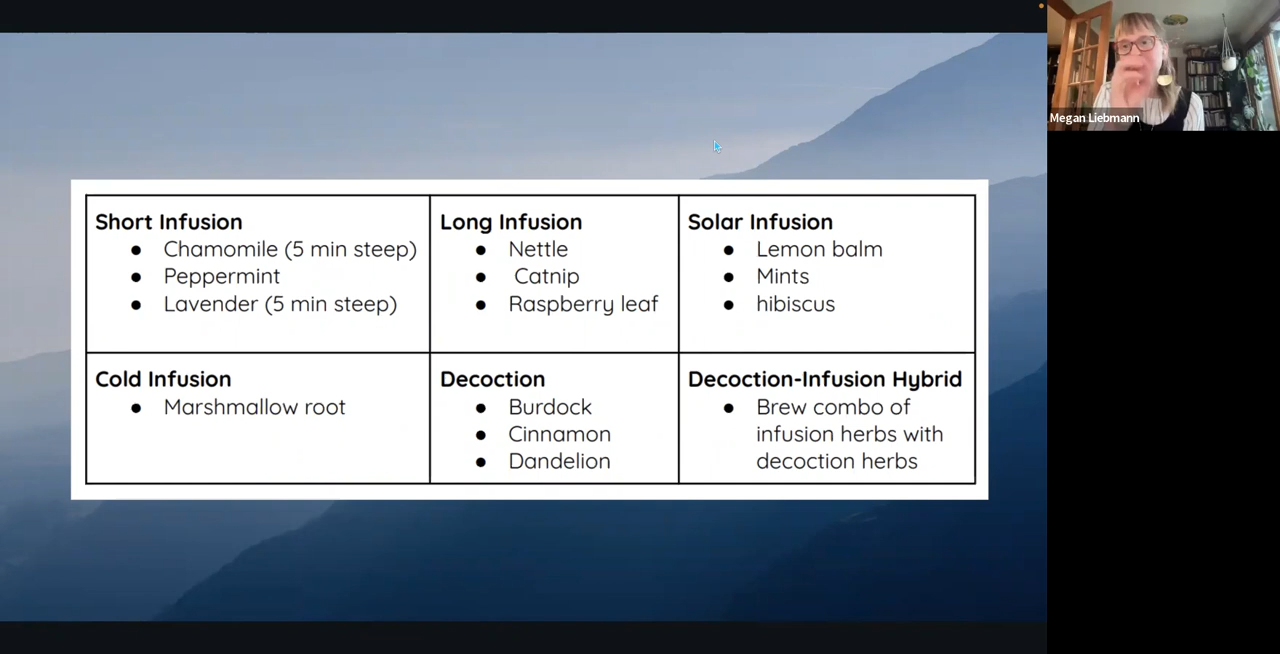 Short Infusion
● Chamomile (5 min steep)
● Peppermint
● Lavender (5 min steep)
Long Infusion
● Nettle
● Catnip
● Raspberry leaf
Solar Infusion
● Lemon balm
● Mints
● hibiscus
Cold Infusion
● Marshmallow root
Decoction
● Burdock
● Cinnamon
● Dandelion
Decoction-Infusion Hybrid
● Brew combo of
infusion herbs with
decoction herbs
Megan Liebmann